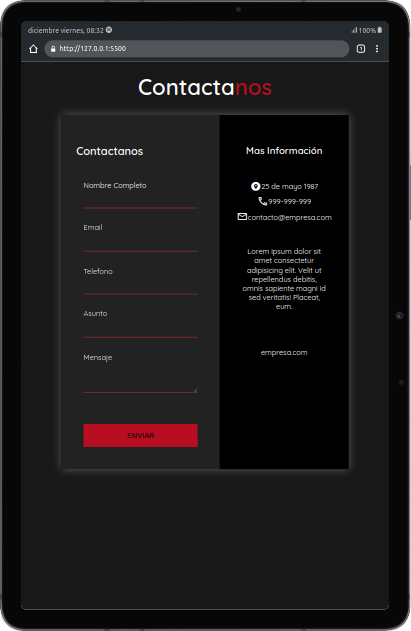 diciembre viernes, 08:32
100%
http://127.0.0.1:5500
1
Contactanos
Contactanos
Nombre Completo
Email
Telefono
Asunto
Mensaje
ENVIAR
Mas Información
25 de mayo 1987
999-999-999
contacto@empresa.com
Lorem ipsum dolor sit
amet consectetur
adipisicing elit. Velit ut
repellendus debitis,
omnis sapiente magni id
sed veritatis! Placeat,
eum.
empresa.com